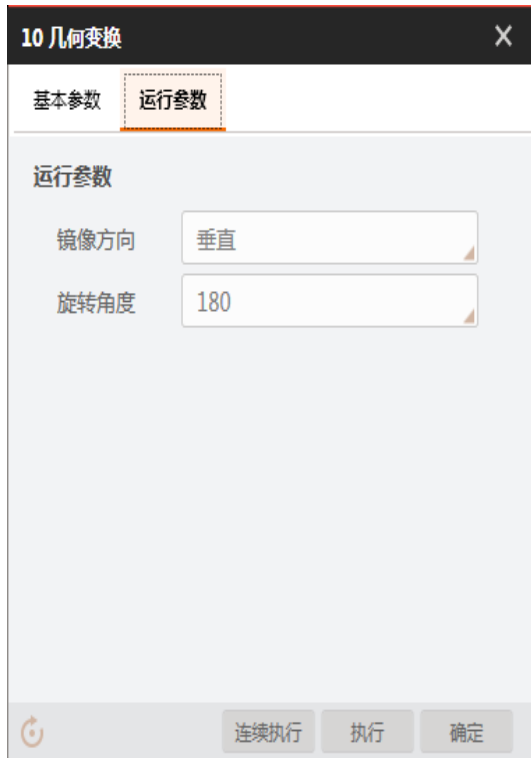 10 几何变换
基本参数 运行参数
运行参数
镜像方向 垂直
旋转角度 180
连续执行 执行 确定